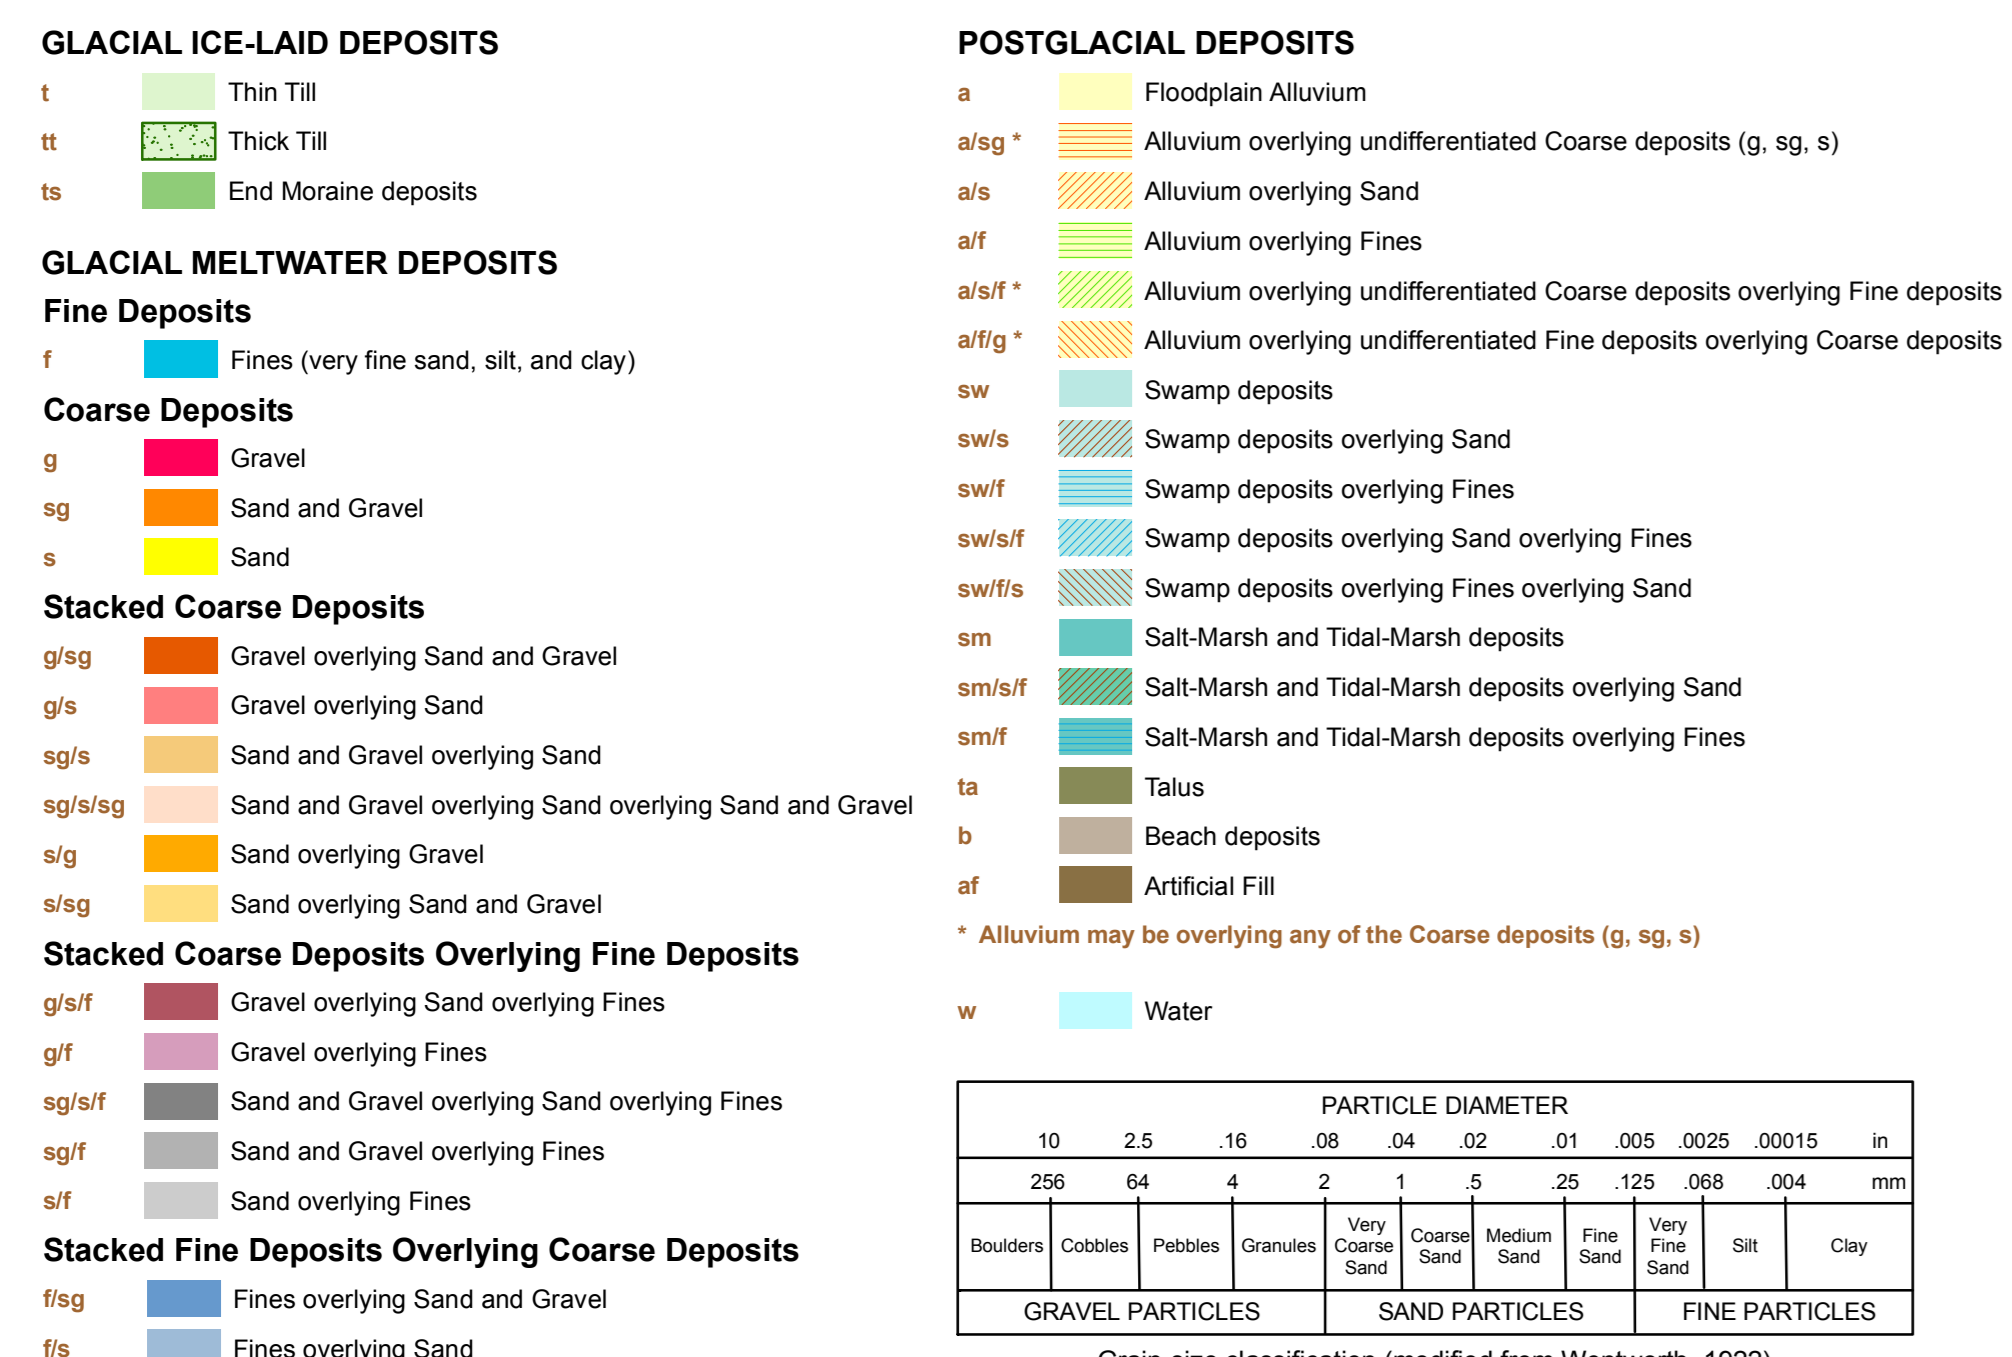 GLACIAL ICE-LAID DEPOSITS
t Thin Till
tt Thick Till
ts End Moraine deposits
GLACIAL MELTWATER DEPOSITS
Fine Deposits
f Fines (very fine sand, silt, and clay)
Coarse Deposits
g Gravel
sg Sand and Gravel
s Sand
Stacked Coarse Deposits
g/sg Gravel overlying Sand and Gravel
g/s Gravel overlying Sand
sg/s Sand and Gravel overlying Sand
sg/s/sg Sand and Gravel overlying Sand overlying Sand and Gravel
s/g Sand overlying Gravel
s/sg Sand overlying Sand and Gravel
Stacked Coarse Deposits Overlying Fine Deposits
g/s/f Gravel overlying Sand overlying Fines
g/f Gravel overlying Fines
sg/s/f Sand and Gravel overlying Sand overlying Fines
sg/f Sand and Gravel overlying Fines
s/f Sand overlying Fines
Stacked Fine Deposits Overlying Coarse Deposits
f/sg Fines overlying Sand and Gravel
f/s Fines overlying Sand
POSTGLACIAL DEPOSITS
a Floodplain Alluvium
a/sg * Alluvium overlying undifferentiated Coarse deposits (g, sg, s)
a/s Alluvium overlying Sand
a/f Alluvium overlying Fines
a/s/f * Alluvium overlying undifferentiated Coarse deposits overlying Fine deposits
a/f/g * Alluvium overlying undifferentiated Fine deposits overlying Coarse deposits
sw Swamp deposits
sw/s Swamp deposits overlying Sand
sw/f Swamp deposits overlying Fines
sw/s/f Swamp deposits overlying Sand overlying Fines
sw/f/s Swamp deposits overlying Fines overlying Sand
sm Salt-Marsh and Tidal-Marsh deposits
sm/s/f Salt-Marsh and Tidal-Marsh deposits overlying Sand
sm/f Salt-Marsh and Tidal-Marsh deposits overlying Fines
ta Talus
b Beach deposits
af Artificial Fill
* Alluvium may be overlying any of the Coarse deposits (g, sg, s)
w Water
PARTICLE DIAMETER
10 2.5 .16 .08 .04 .02 .01 .005 .0025 .00015 in
256 64 4 2 1 .5 .25 .125 .068 .004 mm
Boulders Cobbles Pebbles Granules Very Coarse Sand Coarse Sand Medium Sand Fine Sand Very Fine Sand Silt Clay
GRAVEL PARTICLES SAND PARTICLES FINE PARTICLES
Grain size classification (modified from Wentworth, 1922)